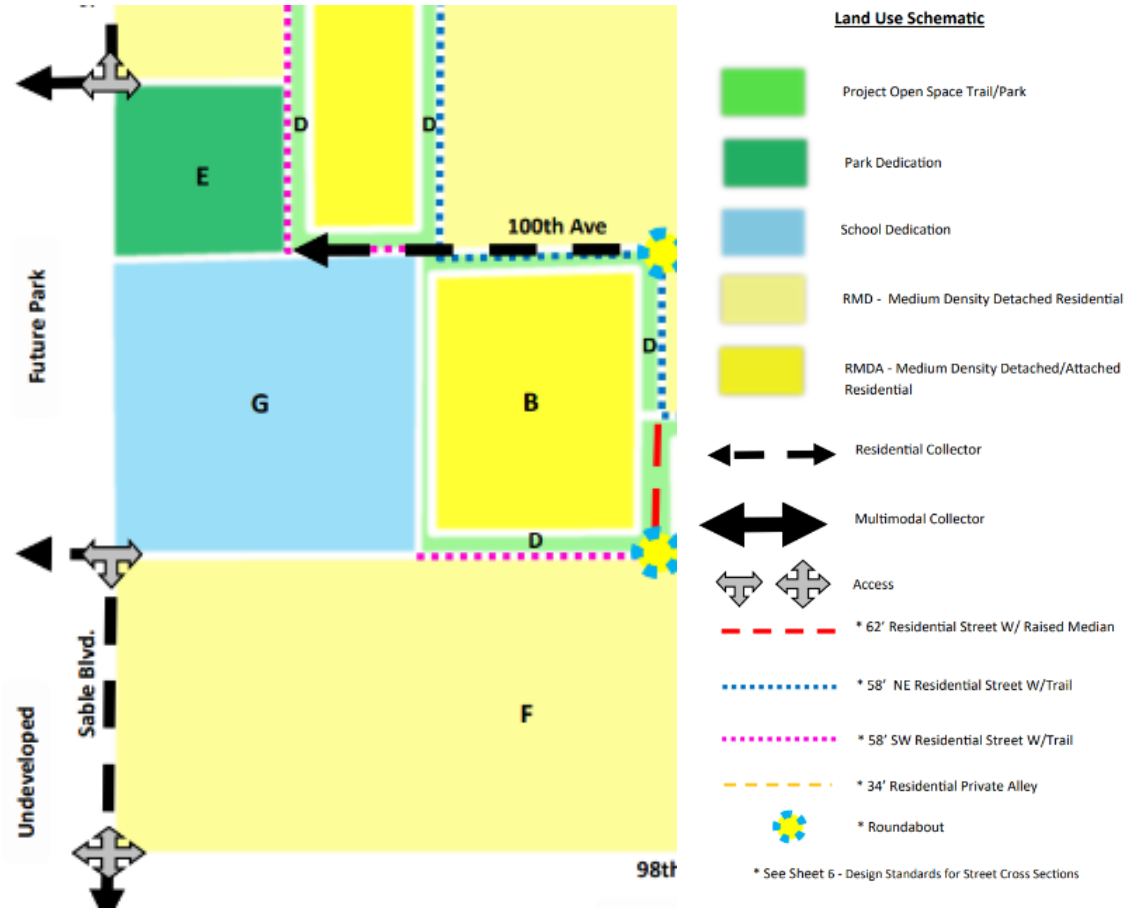 Land Use Schematic
Project Open Space Trail/Park
Park Dedication
School Dedication
RMD - Medium Density Detached Residential
RMDA - Medium Density Detached/Attached
Residential
Residential Collector
Multimodal Collector
Access
* 62' Residential Street W/ Raised Median
* 58' NE Residential Street W/Trail
* 58' SW Residential Street W/Trail
* 34' Residential Private Alley
* Roundabout
* See Sheet 6 - Design Standards for Street Cross Sections
D
D
E
100th Ave
Future Park
D
G
B
D
Sable Blvd.
F
Undeveloped
98th